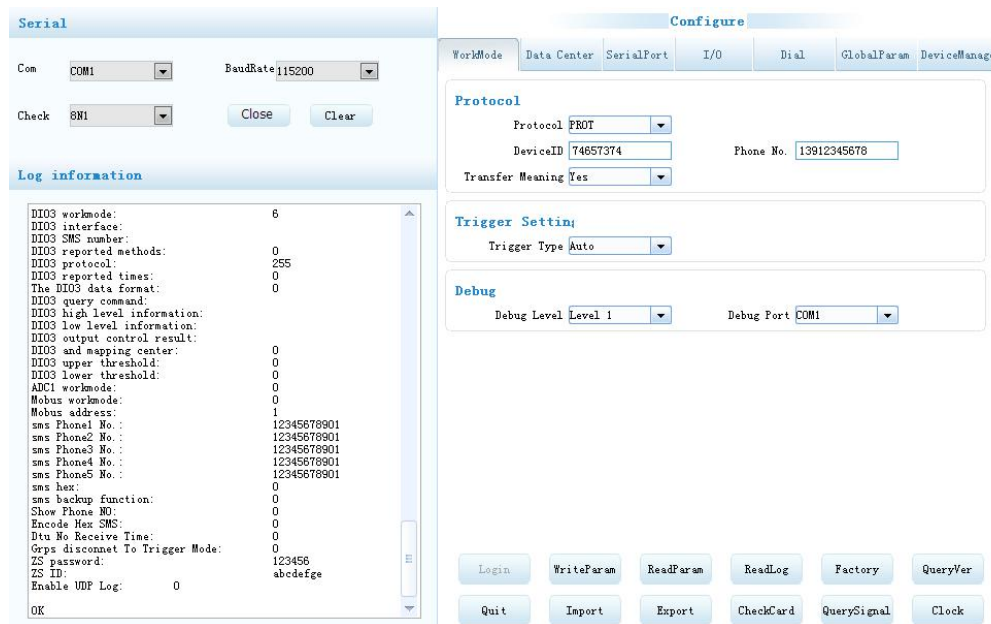 Serial
Com COM1 BaudRate 115200
Check 8N1 Close Clear
Log information
DIO3 workmode: 6
DIO3 interface:
DIO3 SMS number:
DIO3 reported methods: 0
DIO3 protocol: 255
DIO3 reported times: 0
The DIO3 data format: 0
DIO3 query command:
DIO3 high level information:
DIO3 low level information:
DIO3 output control result:
DIO3 and mapping center: 0
DIO3 upper threshold: 0
DIO3 lower threshold: 0
ADC1 workmode: 0
Mobus workmode: 0
Mobus address: 1
sms Phone1 No.: 12345678901
sms Phone2 No.: 12345678901
sms Phone3 No.: 12345678901
sms Phone4 No.: 12345678901
sms Phone5 No.: 12345678901
sms hex: 0
sms backup function: 0
Show Phone NO: 0
Encode Hex SMS: 0
Dtu No Receive Time: 0
Grps disconnet To Trigger Mode: 0
ZS password: 123456
ZS ID: abcdefge
Enable UDP Log: 0
OK
Configure
WorkMode Data Center SerialPort I/O Dial GlobalParam DeviceManag
Protocol
Protocol PROT
DeviceID 74657374 Phone No. 13912345678
Transfer Meaning Yes
Trigger Setting
Trigger Type Auto
Debug
Debug Level Level 1 Debug Port COM1
Login WriteParam ReadParam ReadLog Factory QueryVer
Quit Import Export CheckCard QuerySignal Clock